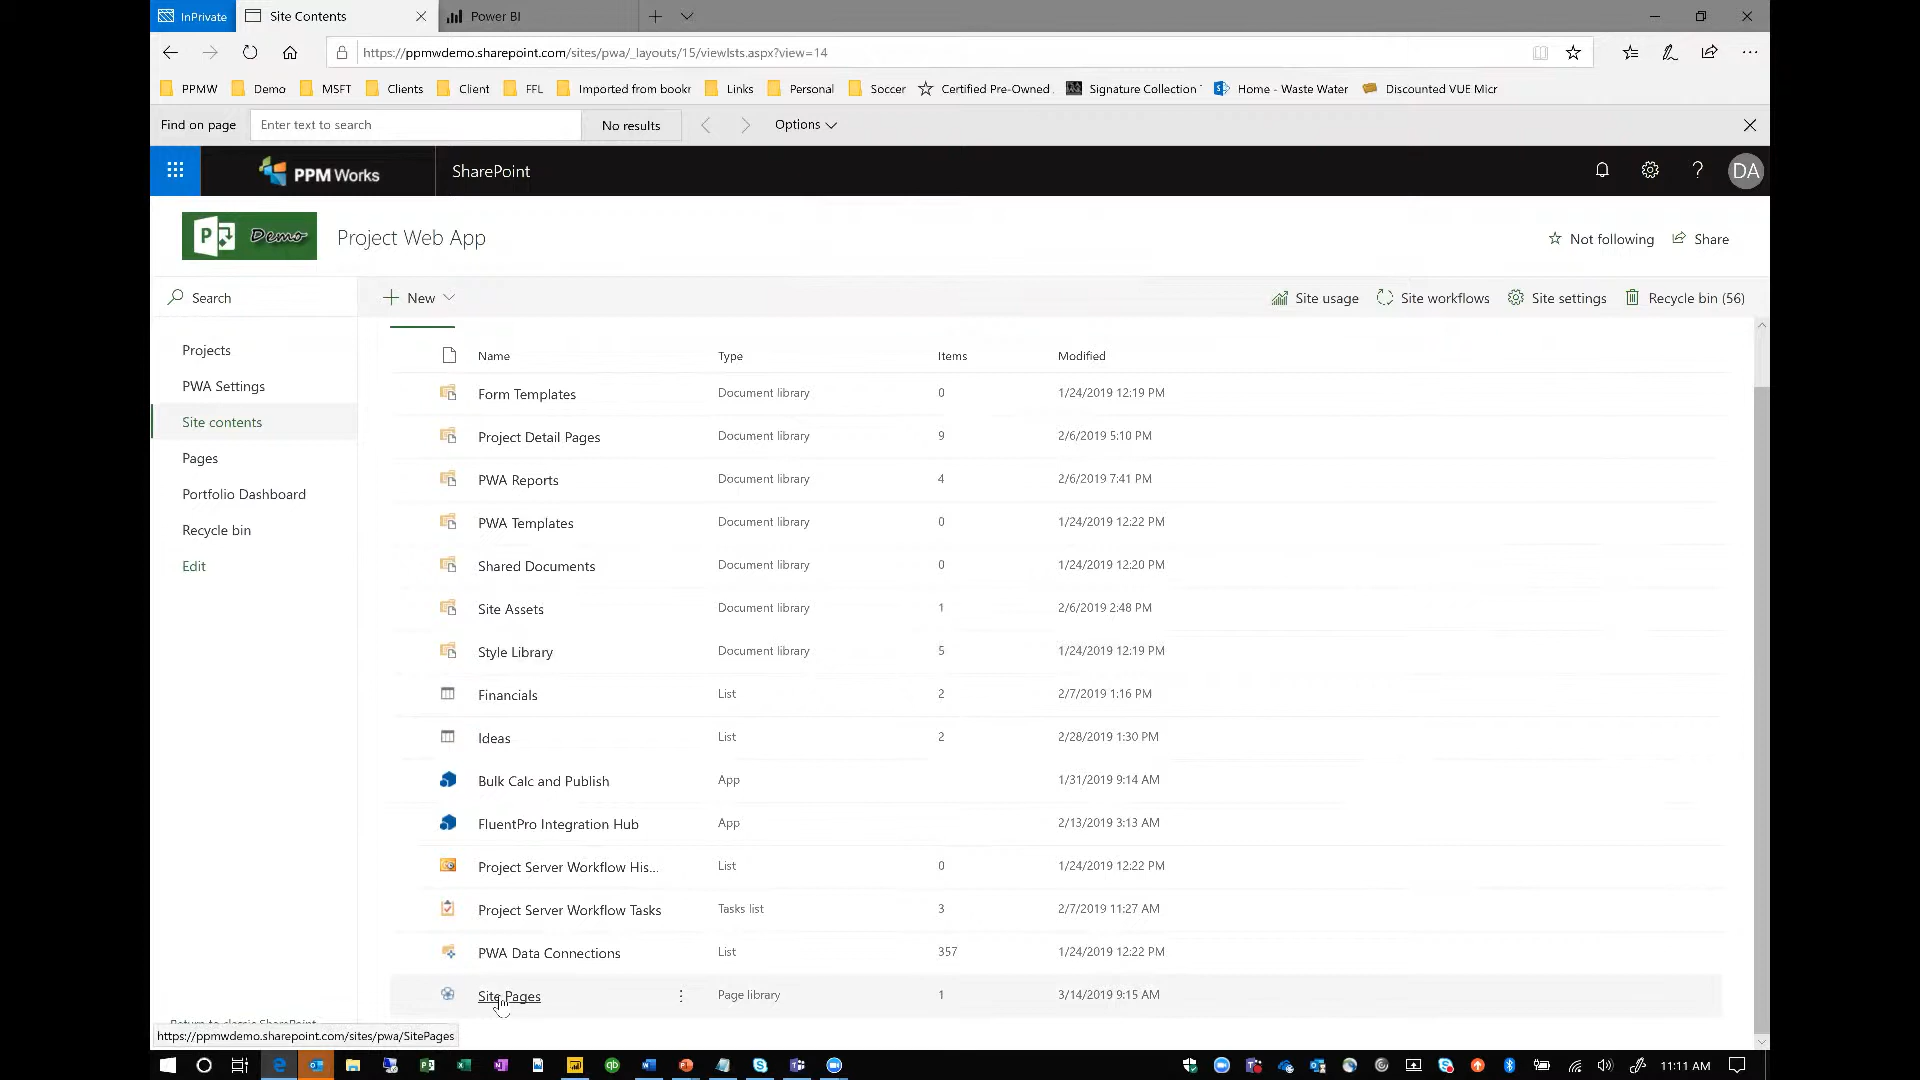 InPrivate
Site Contents
Power BI
https://ppmwdemo.sharepoint.com/sites/pwa/_layouts/15/viewlsts.aspx?view=14
PPMW
Demo
MSFT
Clients
Client
FFL
Imported from bookr
Links
Personal
Soccer
Certified Pre-Owned
Signature Collection
Home - Waste Water
Discounted VUE Micr
Find on page
Enter text to search
No results
Options
PPM Works
SharePoint
DA
P Demo
Project Web App
Not following
Share
Search
New
Site usage
Site workflows
Site settings
Recycle bin (56)
Projects
PWA Settings
Site contents
Pages
Portfolio Dashboard
Recycle bin
Edit
Name Type Items Modified
Form Templates Document library 0 1/24/2019 12:19 PM
Project Detail Pages Document library 9 2/6/2019 5:10 PM
PWA Reports Document library 4 2/6/2019 7:41 PM
PWA Templates Document library 0 1/24/2019 12:22 PM
Shared Documents Document library 0 1/24/2019 12:20 PM
Site Assets Document library 1 2/6/2019 2:48 PM
Style Library Document library 5 1/24/2019 12:19 PM
Financials List 2 2/7/2019 1:16 PM
Ideas List 2 2/28/2019 1:30 PM
Bulk Calc and Publish App 1/31/2019 9:14 AM
FluentPro Integration Hub App 2/13/2019 3:13 AM
Project Server Workflow His... List 0 1/24/2019 12:22 PM
Project Server Workflow Tasks Tasks list 3 2/7/2019 11:27 AM
PWA Data Connections List 357 1/24/2019 12:22 PM
Site Pages Page library 1 3/14/2019 9:15 AM
Return to classic SharePoint
https://ppmwdemo.sharepoint.com/sites/pwa/SitePages
11:11 AM